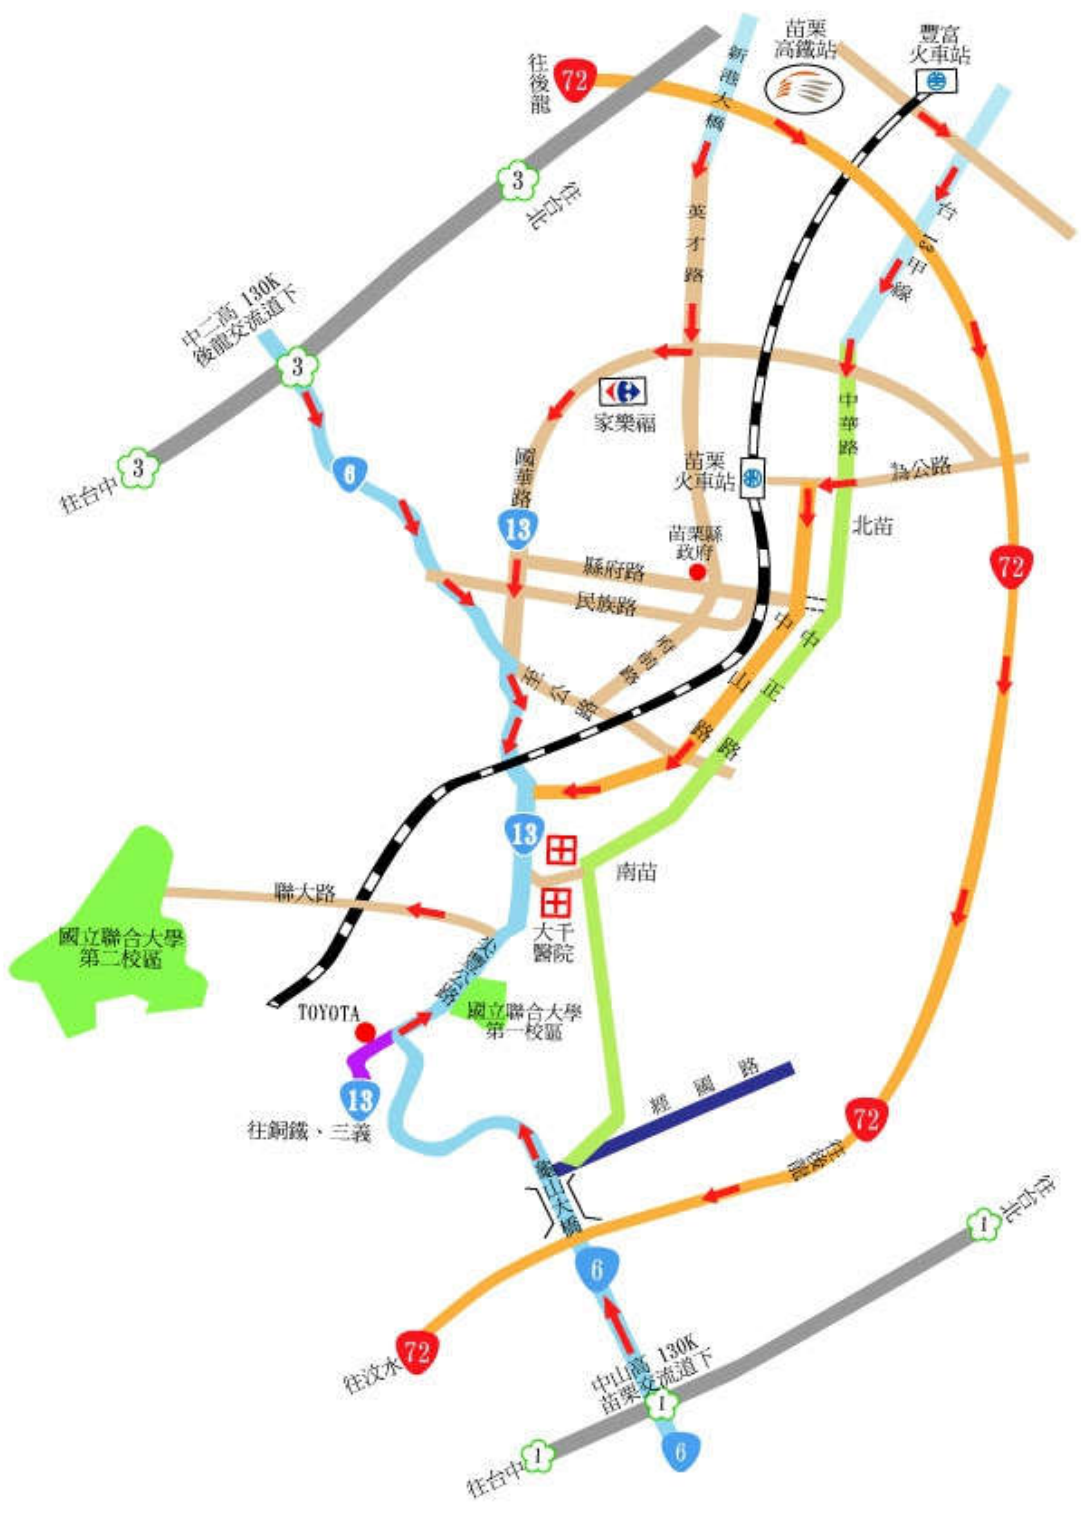 苗栗
高鐵站
豐富
火車站
往後龍
72
新港大橋
3
往台北
台13甲線
英才路
中二高 130K
後龍交流道下
3
家樂福
中華路
3
往台中
6
國華路
苗栗
火車站
為公路
13
北苗
苗栗縣
政府
縣府路
72
民族路
中山路
中正路
府前路
至公路
13
南苗
聯大路
大千
醫院
國立聯合大學
第二校區
尖豐公路
TOYOTA
國立聯合大學
第一校區
13
往銅鐵、三義
經國路
72
往後龍
龜山大橋
往台北
1
6
72
往汶水
中山高 130K
苗栗交流道下
1
1
往台中
6